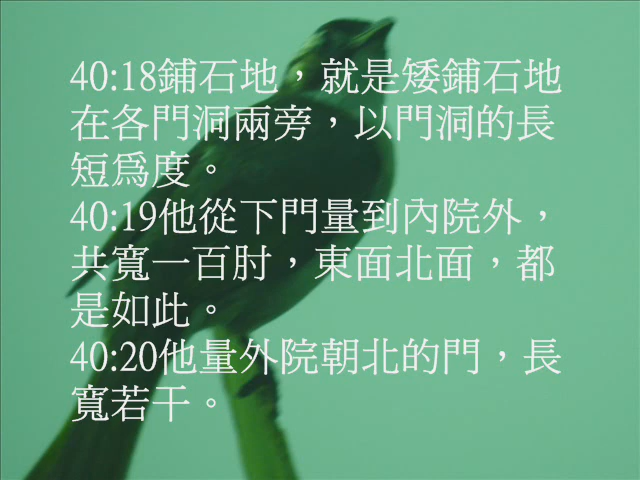 40:18鋪石地，就是矮鋪石地
在各門洞兩旁，以門洞的長
短為度。
40:19他從下門量到內院外，
共寬一百肘，東面北面，都
是如此。
40:20他量外院朝北的門，長
寬若干。